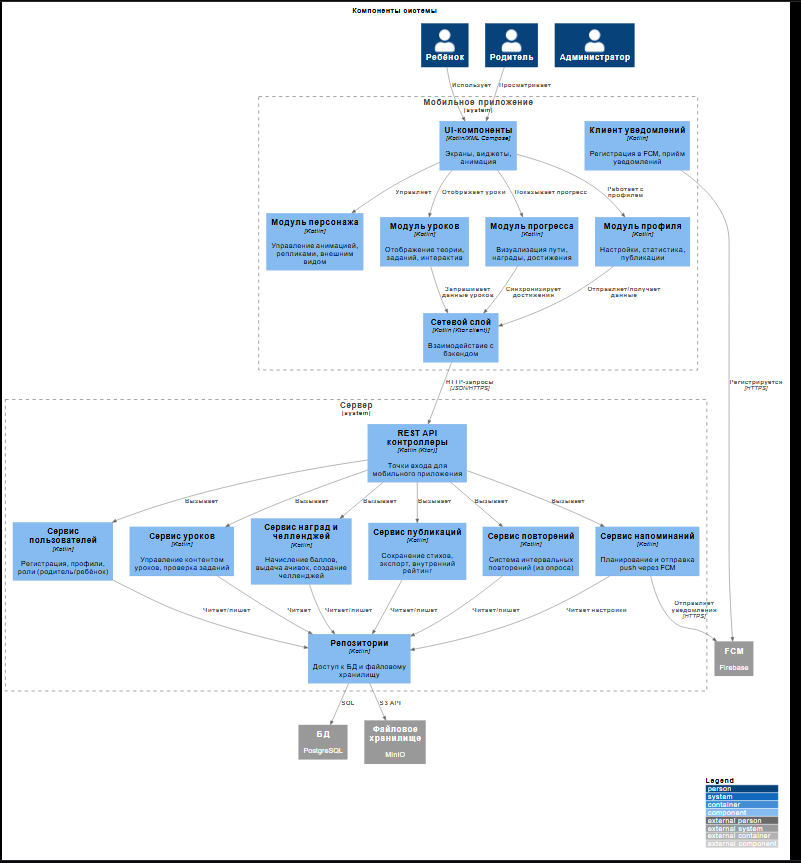 Компоненты системы
Ребёнок
Родитель
Администратор
Использует
Просматривает
Мобильное приложение
[system]
UI-компоненты
[Kotlin/XML Compose]
Экраны, виджеты,
анимация
Клиент уведомлений
[Kotlin]
Регистрация в FCM, приём
уведомлений
Управляет
Отображает уроки
Показывает прогресс
Работает с
профилем
Модуль персонажа
[Kotlin]
Управление анимацией,
репликами, внешним
видом
Модуль уроков
[Kotlin]
Отображение теории,
заданий, интерактив
Модуль прогресса
[Kotlin]
Визуализация пути,
награды, достижения
Модуль профиля
[Kotlin]
Настройки, статистика,
публикации
Запрашивает
данные уроков
Синхронизирует
достижения
Отправляет/получает
данные
Сетевой слой
[Kotlin (Ktor client)]
Взаимодействие с
бэкендом
HTTP-запросы
[JSON/HTTPS]
Регистрируется
[HTTPS]
Сервер
[system]
REST API
контроллеры
[Kotlin (Ktor)]
Точки входа для
мобильного приложения
Вызывает
Вызывает
Вызывает
Вызывает
Вызывает
Вызывает
Сервис
пользователей
[Kotlin]
Регистрация, профили,
роли (родитель/ребёнок)
Сервис уроков
[Kotlin]
Управление контентом
уроков, проверка заданий
Сервис наград и
челленджей
[Kotlin]
Начисление баллов,
выдача ачивок, создание
челленджей
Сервис публикаций
[Kotlin]
Сохранение стихов,
экспорт, внутренний
рейтинг
Сервис повторений
[Kotlin]
Система интервальных
повторений (из опроса)
Сервис напоминаний
[Kotlin]
Планирование и отправка
push через FCM
Читает/пишет
Читает
Читает/пишет
Читает/пишет
Читает/пишет
Читает настройки
Отправляет
уведомления
[HTTPS]
Репозитории
[Kotlin]
Доступ к БД и файловому
хранилищу
FCM
Firebase
SQL
S3 API
БД
PostgreSQL
Файловое
хранилище
MinIO
Legend
person
system
container
component
external person
external system
external container
external component